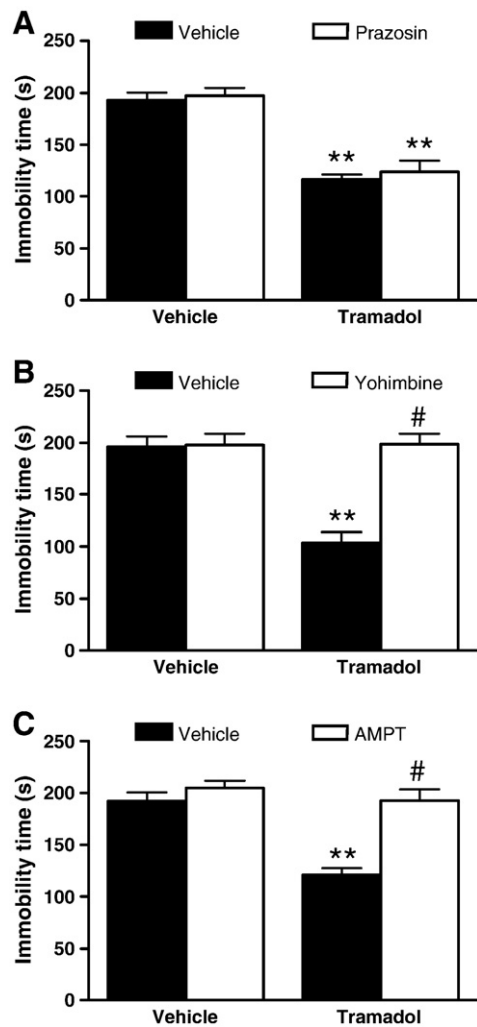 A
Vehicle Prazosin
Immobility time (s)
250
200
150
100
50
0
** **
Vehicle Tramadol
B
Vehicle Yohimbine
Immobility time (s)
250
200
150
100
50
0
#
**
Vehicle Tramadol
C
Vehicle AMPT
Immobility time (s)
250
200
150
100
50
0
#
**
Vehicle Tramadol